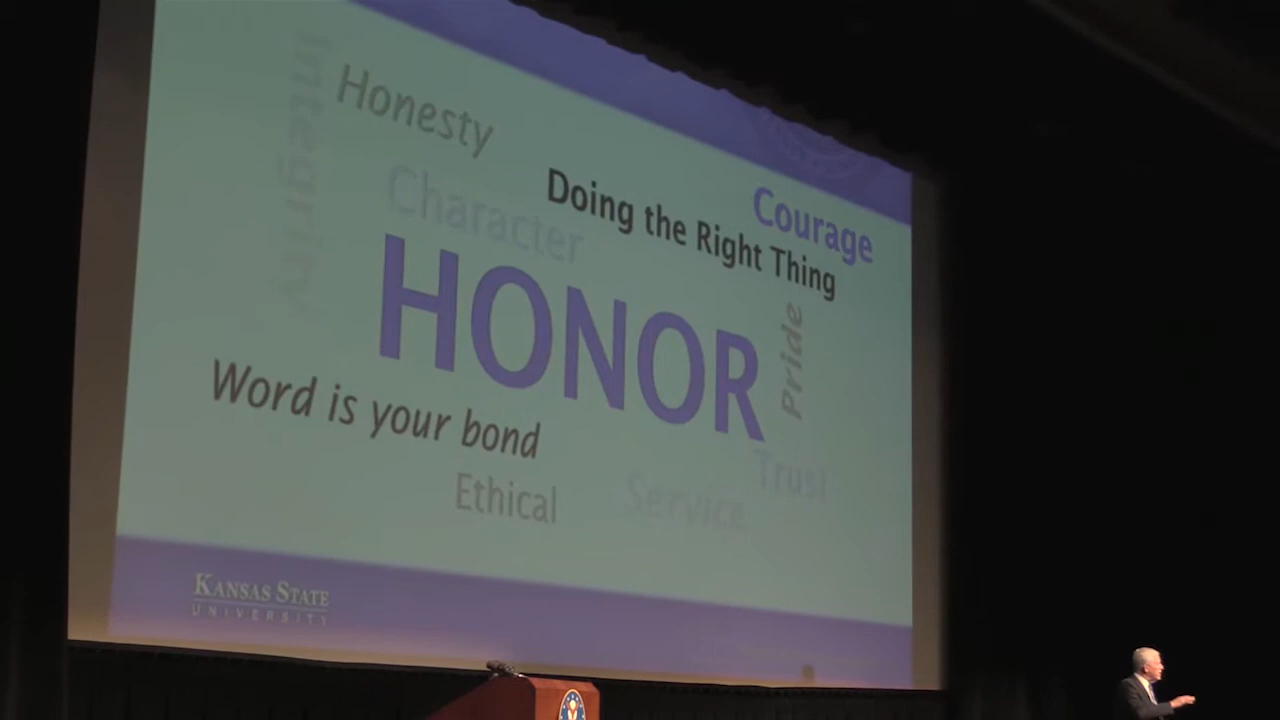 Integrity
Honesty
Character
Doing the Right Thing
Courage
HONOR
Pride
Word is your bond
Ethical
Service
Trust
KANSAS STATE
UNIVERSITY